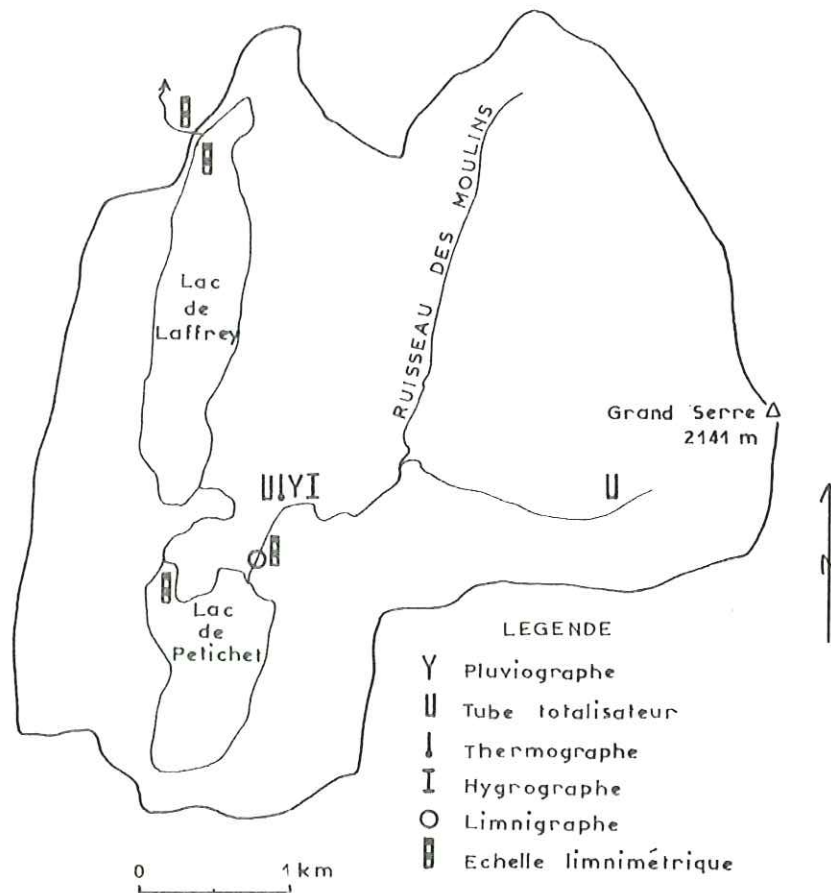 Lac
de
Laffrey
RUISSEAU DES MOULINS
Grand Serre
2141 m
N
Lac
de
Petichet
LEGENDE
Y Pluviographe
Tube totalisateur
Thermographe
I Hygrographe
Limnigraphe
Echelle limnimétrique
0 1 km